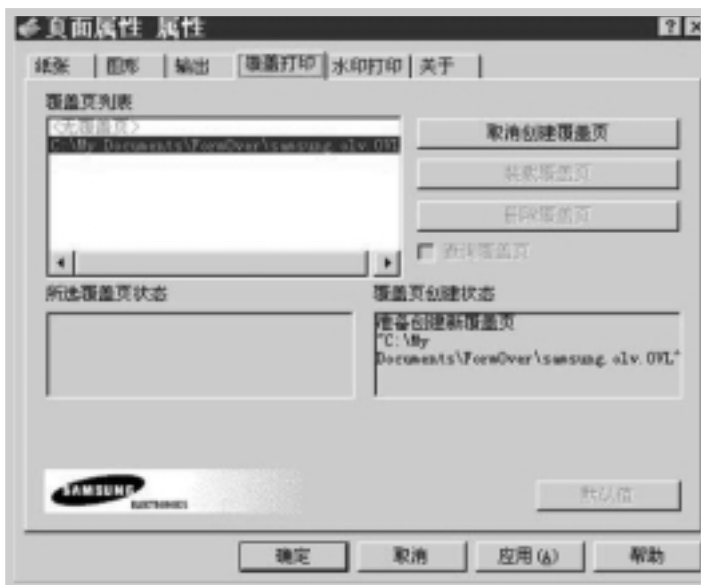 页面属性 属性
纸张 图形 输出 覆盖打印 水印打印 关于
覆盖页列表
<无覆盖页>
C:\My Documents\FormOver\samsung.olv.OVL
取消创建覆盖页
装载覆盖页
删除覆盖页
查询覆盖页
所选覆盖页状态
覆盖页创建状态
准备创建新覆盖页
"C:\My
Documents\FormOver\samsung.olv.OVL"
SAMSUNG
ELECTRONICS
默认值
确定 取消 应用(A) 帮助